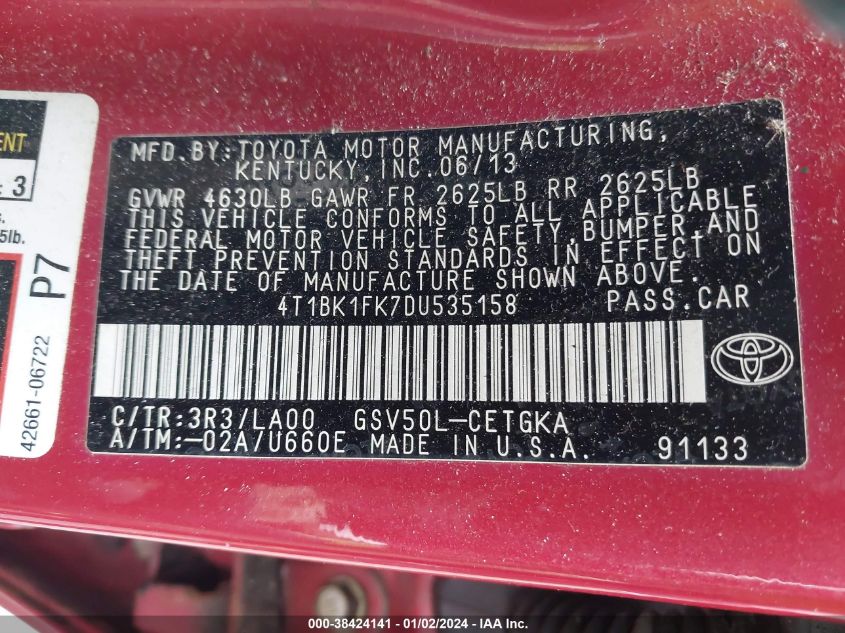 ENT
: 3
s.
5lb.
P7
42661-06722
MFD.BY:TOYOTA MOTOR MANUFACTURING,
KENTUCKY, INC.06/13
GVWR 4630LB GAWR FR 2625LB RR 2625LB
THIS VEHICLE CONFORMS TO ALL APPLICABLE
FEDERAL MOTOR VEHICLE SAFETY,BUMPER,AND
THEFT PREVENTION STANDARDS IN EFFECT ON
THE DATE OF MANUFACTURE SHOWN ABOVE.
4T1BK1FK7DU535158 PASS.CAR
C/TR:3R3/LA00 GSV50L-CETGKA
A/TM:-02A/U660E MADE IN U.S.A. 91133
000-38424141 - 01/02/2024 - IAA Inc.